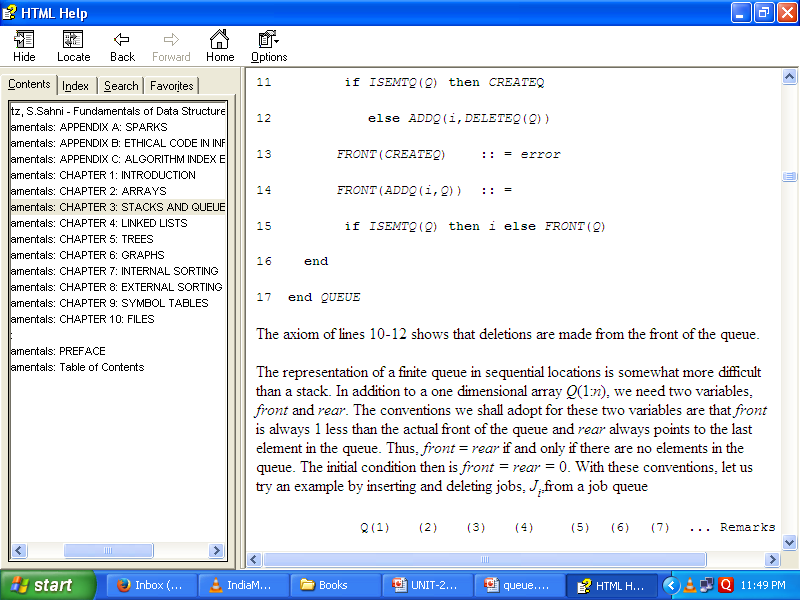 HTML Help
Hide Locate Back Forward Home Options
Contents Index Search Favorites
tz, S.Sahni - Fundamentals of Data Structure
amentals: APPENDIX A: SPARKS
amentals: APPENDIX B: ETHICAL CODE IN INF
amentals: APPENDIX C: ALGORITHM INDEX E
amentals: CHAPTER 1: INTRODUCTION
amentals: CHAPTER 2: ARRAYS
amentals: CHAPTER 3: STACKS AND QUEUE
amentals: CHAPTER 4: LINKED LISTS
amentals: CHAPTER 5: TREES
amentals: CHAPTER 6: GRAPHS
amentals: CHAPTER 7: INTERNAL SORTING
amentals: CHAPTER 8: EXTERNAL SORTING
amentals: CHAPTER 9: SYMBOL TABLES
amentals: CHAPTER 10: FILES
:
amentals: PREFACE
amentals: Table of Contents
11 if ISEMTQ(Q) then CREATEQ
12 else ADDQ(i,DELETEQ(Q))
13 FRONT(CREATEQ) :: = error
14 FRONT(ADDQ(i,Q)) :: =
15 if ISEMTQ(Q) then i else FRONT(Q)
16 end
17 end QUEUE
The axiom of lines 10-12 shows that deletions are made from the front of the queue.
The representation of a finite queue in sequential locations is somewhat more difficult
than a stack. In addition to a one dimensional array Q(1:n), we need two variables,
front and rear. The conventions we shall adopt for these two variables are that front
is always 1 less than the actual front of the queue and rear always points to the last
element in the queue. Thus, front = rear if and only if there are no elements in the
queue. The initial condition then is front = rear = 0. With these conventions, let us
try an example by inserting and deleting jobs, Ji,from a job queue
Q(1) (2) (3) (4) (5) (6) (7) ... Remarks
start Inbox (... IndiaM... Books UNIT-2... queue.... HTML H... 11:49 PM